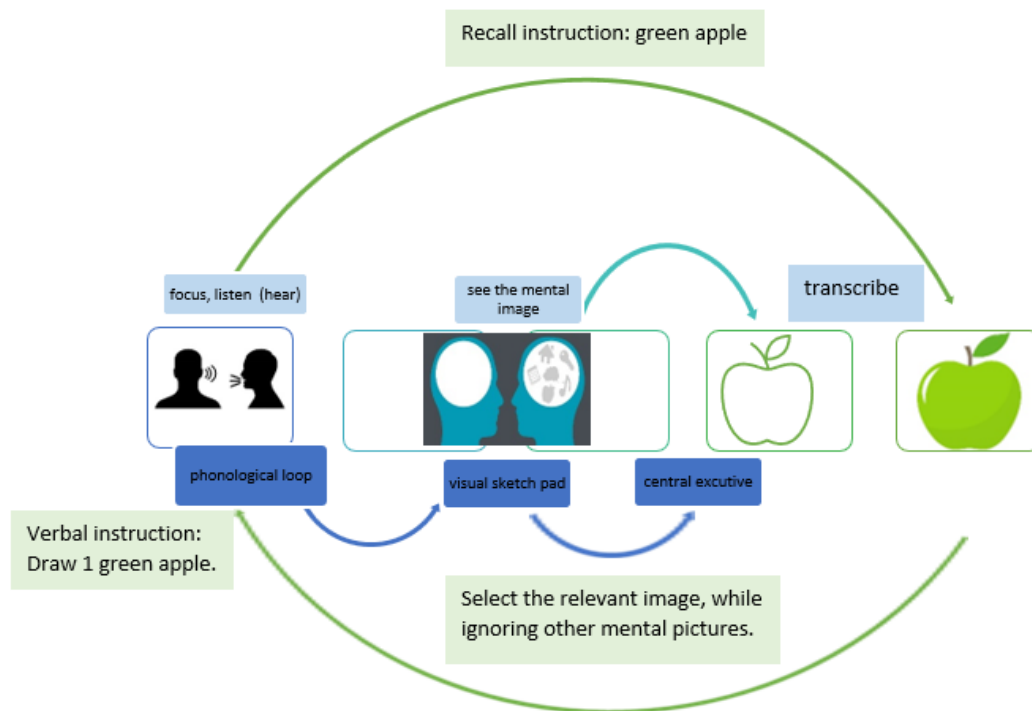 Recall instruction: green apple
focus, listen (hear)
see the mental
image
transcribe
phonological loop
visual sketch pad
central excutive
Verbal instruction:
Draw 1 green apple.
Select the relevant image, while
ignoring other mental pictures.